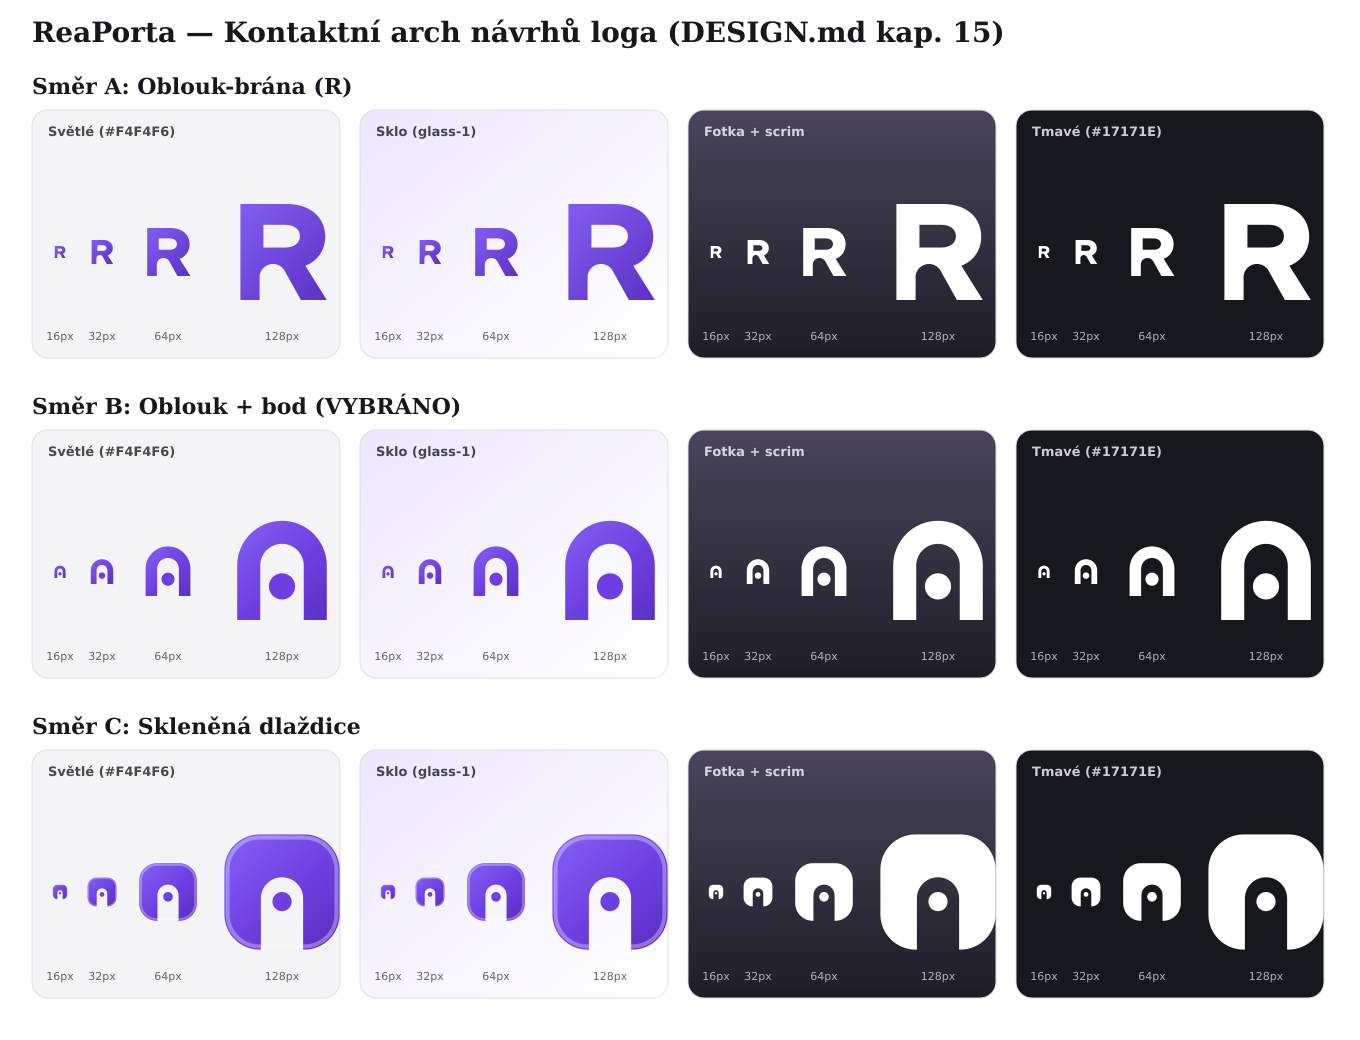 ReaPorta — Kontaktní arch návrhů loga (DESIGN.md kap. 15)
Směr A: Oblouk-brána (R)
Světlé (#F4F4F6)
Sklo (glass-1)
Fotka + scrim
Tmavé (#17171E)
R R R R
R R R R
R R R R
R R R R
16px 32px 64px 128px
16px 32px 64px 128px
16px 32px 64px 128px
16px 32px 64px 128px
Směr B: Oblouk + bod (VYBRÁNO)
Světlé (#F4F4F6)
Sklo (glass-1)
Fotka + scrim
Tmavé (#17171E)
16px 32px 64px 128px
16px 32px 64px 128px
16px 32px 64px 128px
16px 32px 64px 128px
Směr C: Skleněná dlaždice
Světlé (#F4F4F6)
Sklo (glass-1)
Fotka + scrim
Tmavé (#17171E)
16px 32px 64px 128px
16px 32px 64px 128px
16px 32px 64px 128px
16px 32px 64px 128px